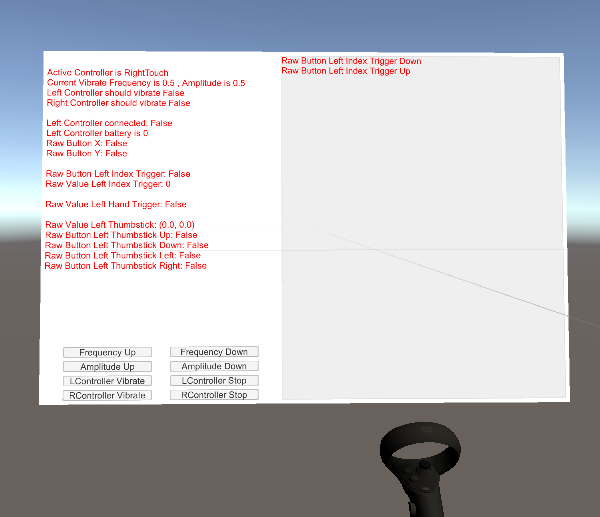 Active Controller is RightTouch
Current Vibrate Frequency is 0.5 , Amplitude is 0.5
Left Controller should vibrate False
Right Controller should vibrate False
Left Controller connected: False
Left Controller battery is 0
Raw Button X: False
Raw Button Y: False
Raw Button Left Index Trigger: False
Raw Value Left Index Trigger: 0
Raw Value Left Hand Trigger: False
Raw Value Left Thumbstick: (0.0, 0.0)
Raw Button Left Thumbstick Up: False
Raw Button Left Thumbstick Down: False
Raw Button Left Thumbstick Left: False
Raw Button Left Thumbstick Right: False
Frequency Up
Frequency Down
Amplitude Up
Amplitude Down
LController Vibrate
LController Stop
RController Vibrate
RController Stop
Raw Button Left Index Trigger Down
Raw Button Left Index Trigger Up